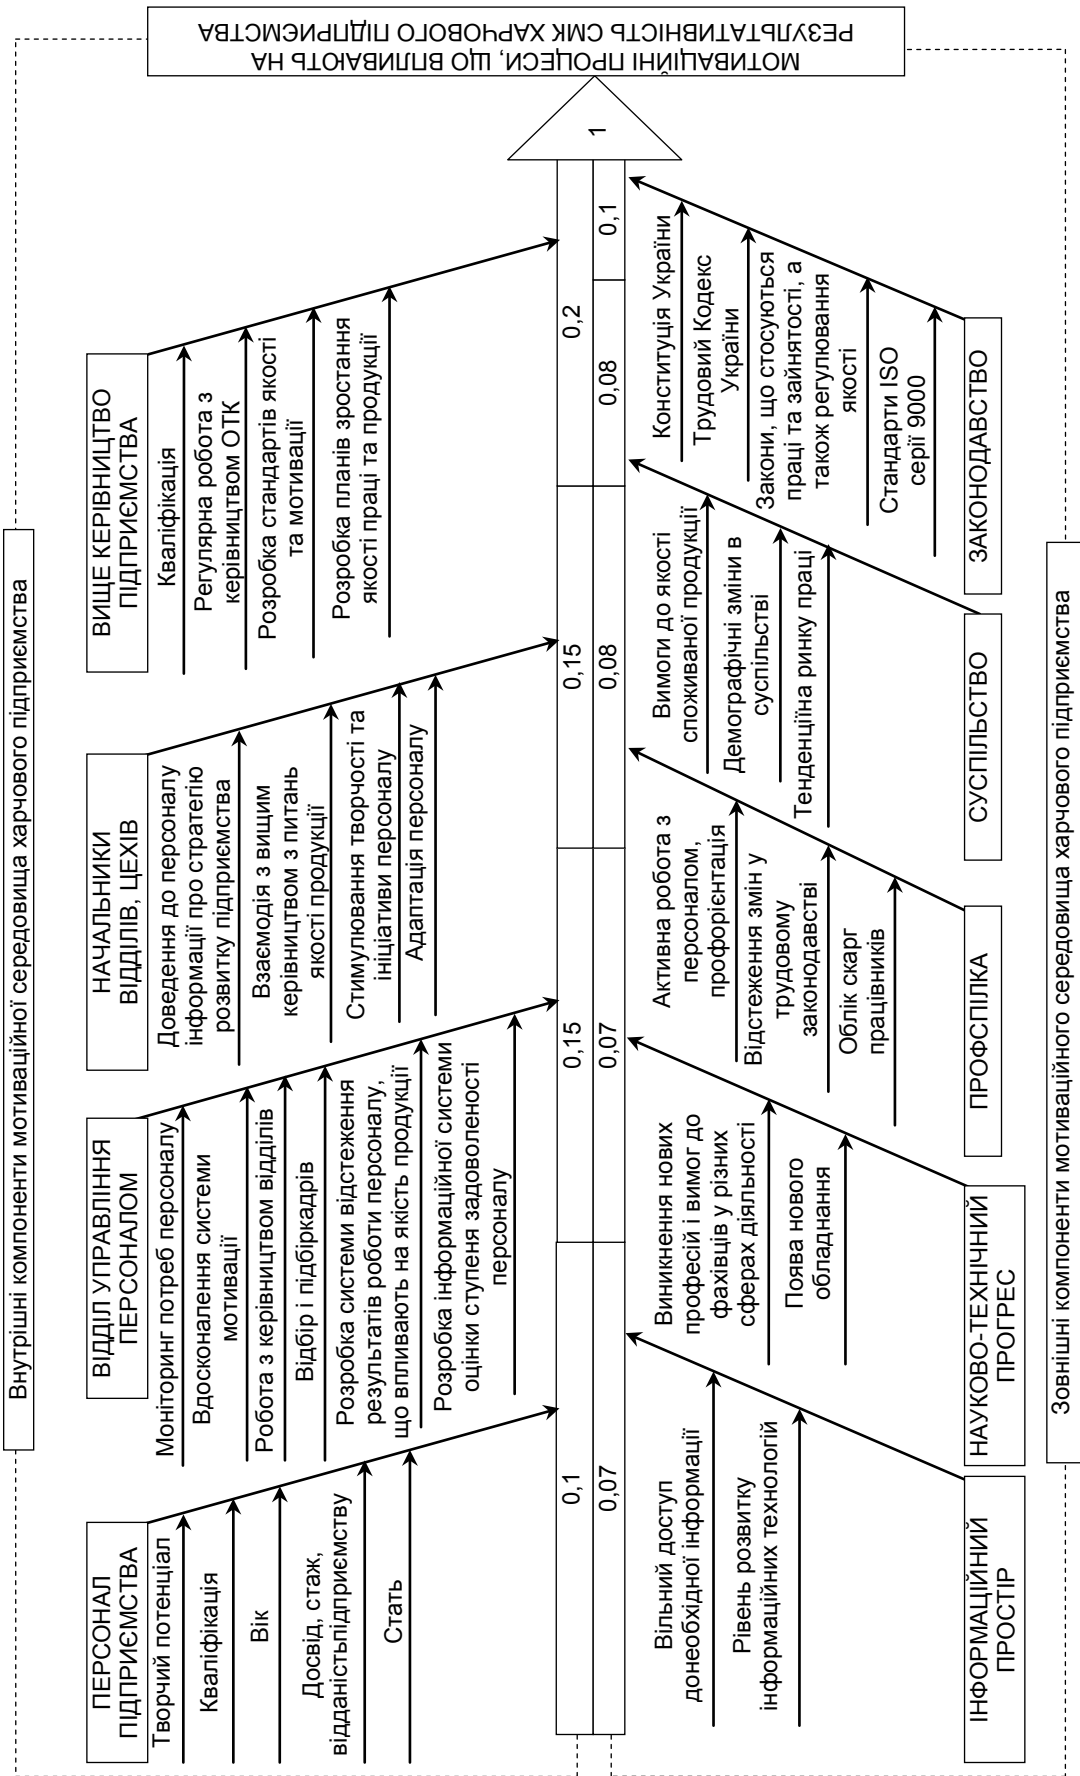 Внутрішні компоненти мотиваційної середовища харчового підприємства
ПЕРСОНАЛ
ПІДПРИЄМСТВА
Творчий потенціал
Кваліфікація
Вік
Досвід, стаж,
відданістьпідприємству
Стать
ВІДДІЛ УПРАВЛІННЯ
ПЕРСОНАЛОМ
Моніторинг потреб персоналу
Вдосконалення системи
мотивації
Робота з керівництвом відділів
Відбір і підбіркадрів
Розробка системи відстеження
результатів роботи персоналу,
що впливають на якість продукції
Розробка інформаційної системи
оцінки ступеня задоволеності
персоналу
НАЧАЛЬНИКИ
ВІДДІЛІВ, ЦЕХІВ
Доведення до персоналу
інформації про стратегію
розвитку підприємства
Взаємодія з вищим
керівництвом з питань
якості продукції
Стимулювання творчості та
ініціативи персоналу
Адаптація персоналу
ВИЩЕ КЕРІВНИЦТВО
ПІДПРИЄМСТВА
Кваліфікація
Регулярна робота з
керівництвом ОТК
Розробка стандартів якості
та мотивації
Розробка планів зростання
якості праці та продукції
0,1
0,15
0,15
0,2
0,07
0,07
0,08
0,08
0,1
1
МОТИВАЦІЙНІ ПРОЦЕСИ, ЩО ВПЛИВАЮТЬ НА
РЕЗУЛЬТАТИВНІСТЬ СМК ХАРЧОВОГО ПІДПРИЄМСТВА
Вільний доступ
донеобхідної інформації
Рівень розвитку
інформаційних технологій
ІНФОРМАЦІЙНИЙ
ПРОСТІР
Виникнення нових
професій і вимог до
фахівців у різних
сферах діяльності
Поява нового
обладнання
НАУКОВО-ТЕХНІЧНИЙ
ПРОГРЕС
Активна робота з
персоналом,
профорієнтація
Відстеження змін у
трудовому
законодавстві
Облік скарг
працівників
ПРОФСПІЛКА
Вимоги до якості
споживаної продукції
Демографічні зміни в
суспільстві
Тенденціїна ринку праці
СУСПІЛЬСТВО
Конституція України
Трудовий Кодекс
України
Закони, що стосуються
праці та зайнятості, а
також регулювання
якості
Стандарти ISO
серії 9000
ЗАКОНОДАВСТВО
Зовнішні компоненти мотиваційного середовища харчового підприємства